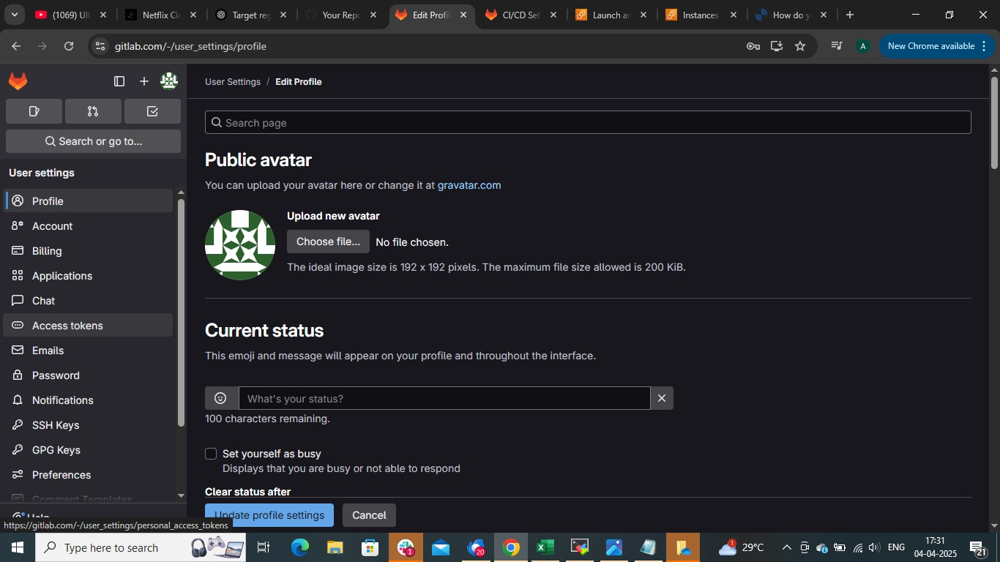 (1069) Ult
Netflix Clo
Target reg
Your Repo
Edit Profil
CI/CD Set
Launch an
Instances
How do y
gitlab.com/-/user_settings/profile
A
New Chrome available
User Settings / Edit Profile
Search or go to...
Search page
User settings
Profile
Account
Billing
Applications
Chat
Access tokens
Emails
Password
Notifications
SSH Keys
GPG Keys
Preferences
Comment Templates
Help
Public avatar
You can upload your avatar here or change it at gravatar.com
Upload new avatar
Choose file... No file chosen.
The ideal image size is 192 x 192 pixels. The maximum file size allowed is 200 KiB.
Current status
This emoji and message will appear on your profile and throughout the interface.
What's your status?
100 characters remaining.
Set yourself as busy
Displays that you are busy or not able to respond
Clear status after
Update profile settings
Cancel
https://gitlab.com/-/user_settings/personal_access_tokens
Type here to search
1
20
1
29°C
ENG
17:31
04-04-2025
21